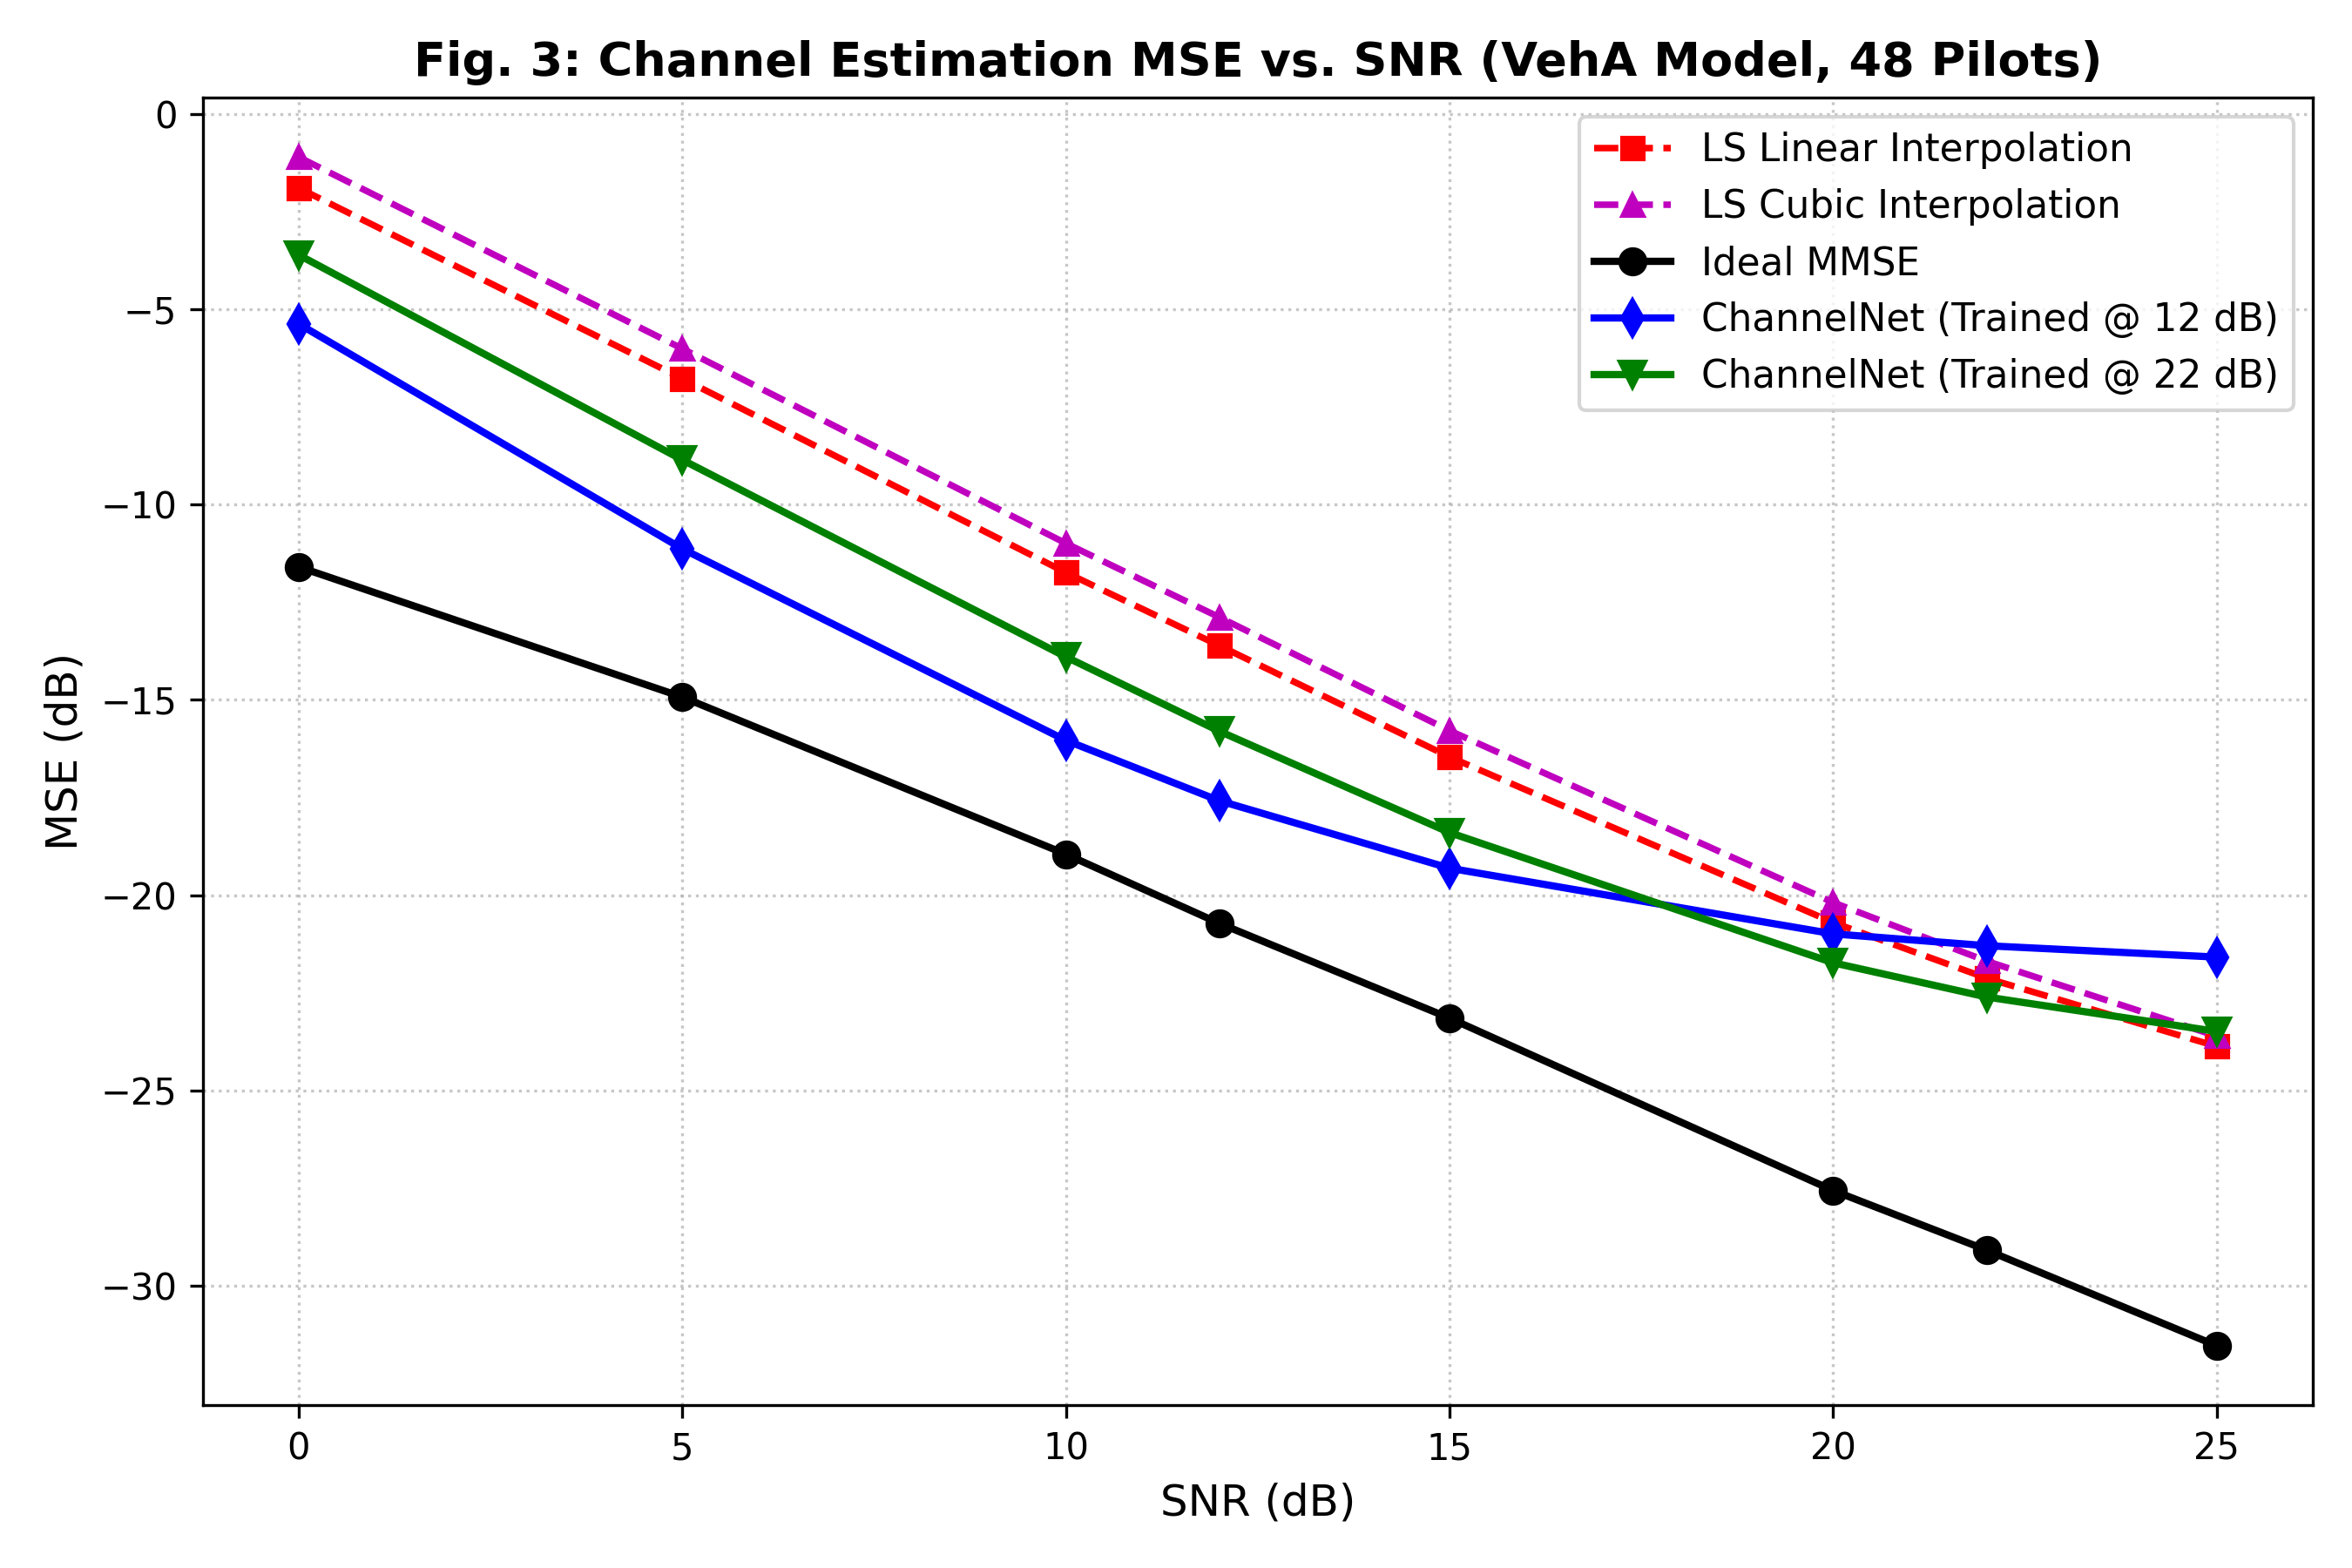 Fig. 3: Channel Estimation MSE vs. SNR (VehA Model, 48 Pilots)
LS Linear Interpolation
LS Cubic Interpolation
Ideal MMSE
ChannelNet (Trained @ 12 dB)
ChannelNet (Trained @ 22 dB)
MSE (dB)
0
−5
−10
−15
−20
−25
−30
0 5 10 15 20 25
SNR (dB)